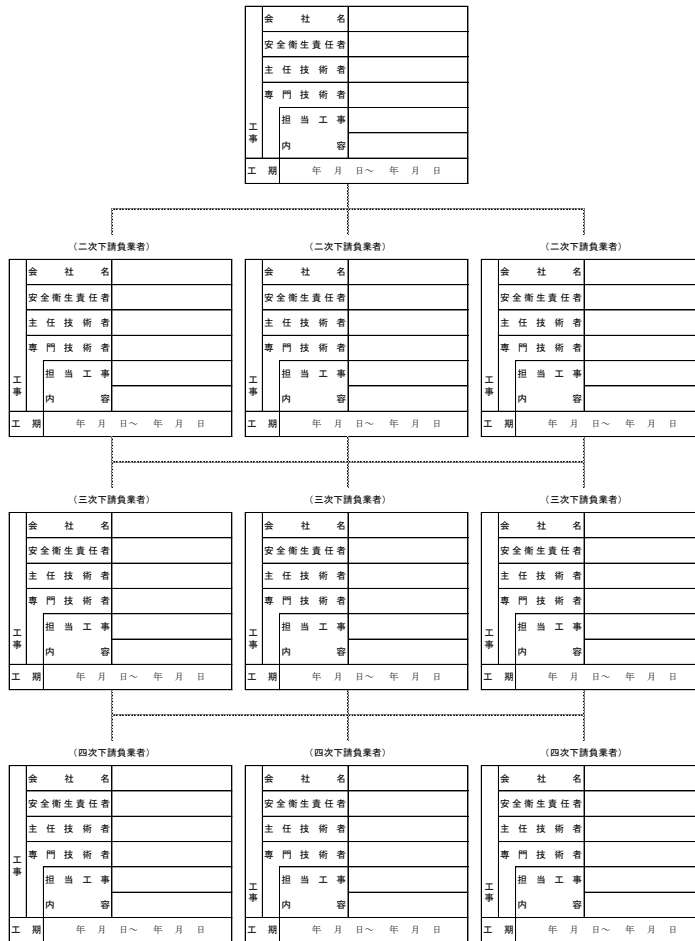 会社名
安全衛生責任者
主任技術者
専門技術者
担当工事
内容
工事
工期 年 月 日～ 年 月 日
(二次下請負業者) (二次下請負業者) (二次下請負業者)
会社名 会社名 会社名
安全衛生責任者 安全衛生責任者 安全衛生責任者
主任技術者 主任技術者 主任技術者
専門技術者 専門技術者 専門技術者
担当工事 担当工事 担当工事
内容 内容 内容
工事 工事 工事
工期 年 月 日～ 年 月 日 工期 年 月 日～ 年 月 日 工期 年 月 日～ 年 月 日
(三次下請負業者) (三次下請負業者) (三次下請負業者)
会社名 会社名 会社名
安全衛生責任者 安全衛生責任者 安全衛生責任者
主任技術者 主任技術者 主任技術者
専門技術者 専門技術者 専門技術者
担当工事 担当工事 担当工事
内容 内容 内容
工事 工事 工事
工期 年 月 日～ 年 月 日 工期 年 月 日～ 年 月 日 工期 年 月 日～ 年 月 日
(四次下請負業者) (四次下請負業者) (四次下請負業者)
会社名 会社名 会社名
安全衛生責任者 安全衛生責任者 安全衛生責任者
主任技術者 主任技術者 主任技術者
専門技術者 専門技術者 専門技術者
担当工事 担当工事 担当工事
内容 内容 内容
工事 工事 工事
工期 年 月 日～ 年 月 日 工期 年 月 日～ 年 月 日 工期 年 月 日～ 年 月 日